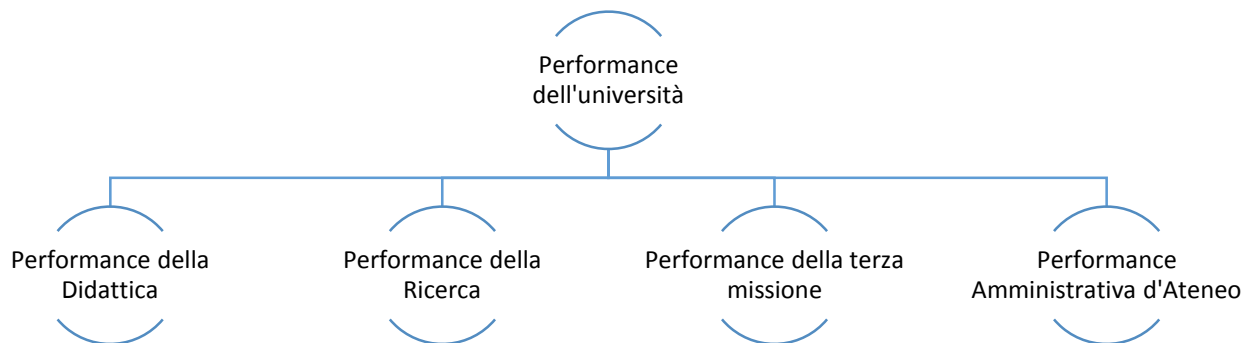 Performance
dell'università
Performance della
Didattica
Performance della
Ricerca
Performance della terza
missione
Performance
Amministrativa d'Ateneo